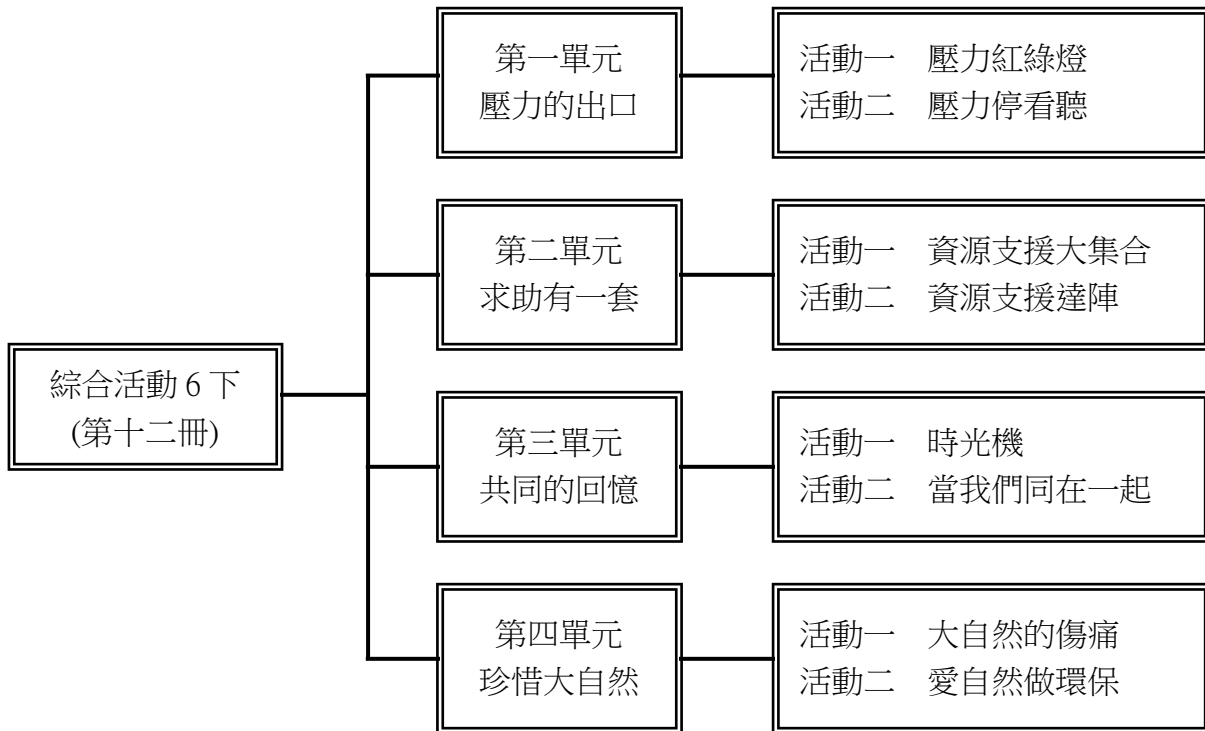 綜合活動 6 下
(第十二冊)
第一單元
壓力的出口
活動一　壓力紅綠燈
活動二　壓力停看聽
第二單元
求助有一套
活動一　資源支援大集合
活動二　資源支援達陣
第三單元
共同的回憶
活動一　時光機
活動二　當我們同在一起
第四單元
珍惜大自然
活動一　大自然的傷痛
活動二　愛自然做環保